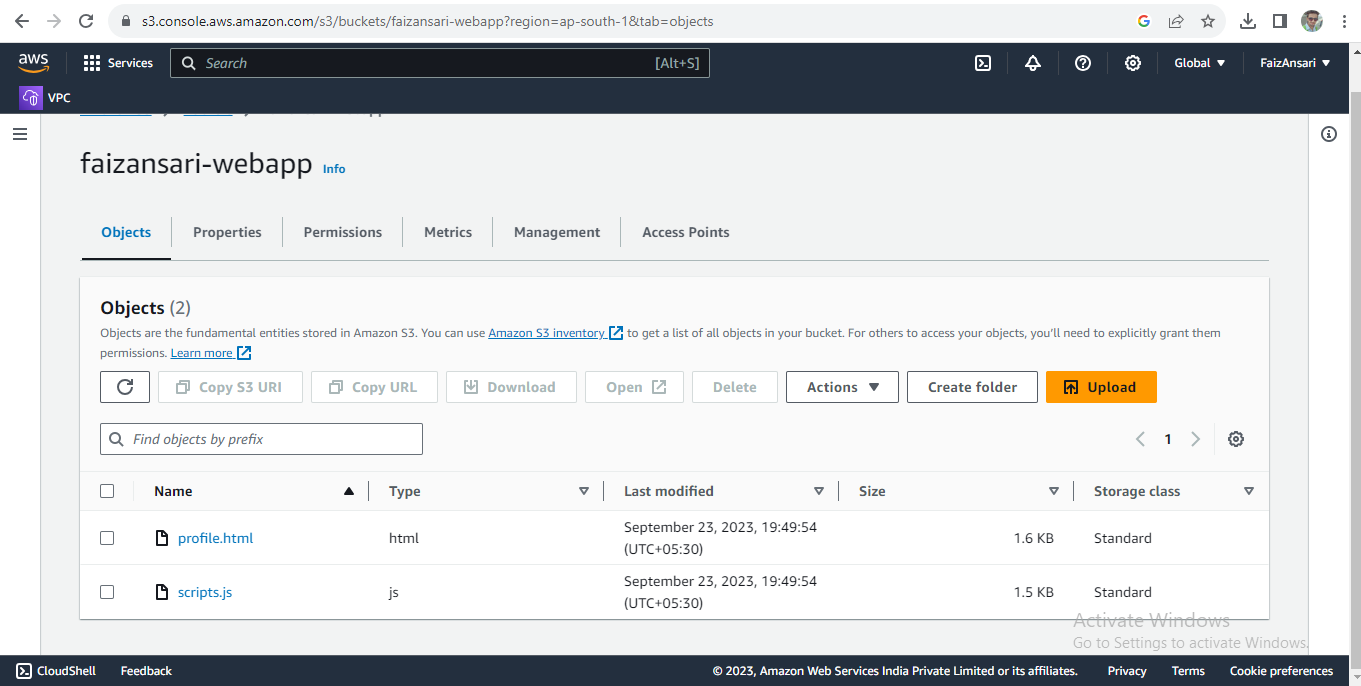 s3.console.aws.amazon.com/s3/buckets/faizansari-webapp?region=ap-south-1&tab=objects
aws Services Search [Alt+S] Global FaizAnsari
VPC
faizansari-webapp Info
Objects Properties Permissions Metrics Management Access Points
Objects (2)
Objects are the fundamental entities stored in Amazon S3. You can use Amazon S3 inventory to get a list of all objects in your bucket. For others to access your objects, you'll need to explicitly grant them
permissions. Learn more
Copy S3 URI Copy URL Download Open Delete Actions Create folder Upload
Find objects by prefix 1
Name Type Last modified Size Storage class
profile.html html September 23, 2023, 19:49:54 (UTC+05:30) 1.6 KB Standard
scripts.js js September 23, 2023, 19:49:54 (UTC+05:30) 1.5 KB Standard
Activate Windows
Go to Settings to activate Windows.
CloudShell Feedback © 2023, Amazon Web Services India Private Limited or its affiliates. Privacy Terms Cookie preferences